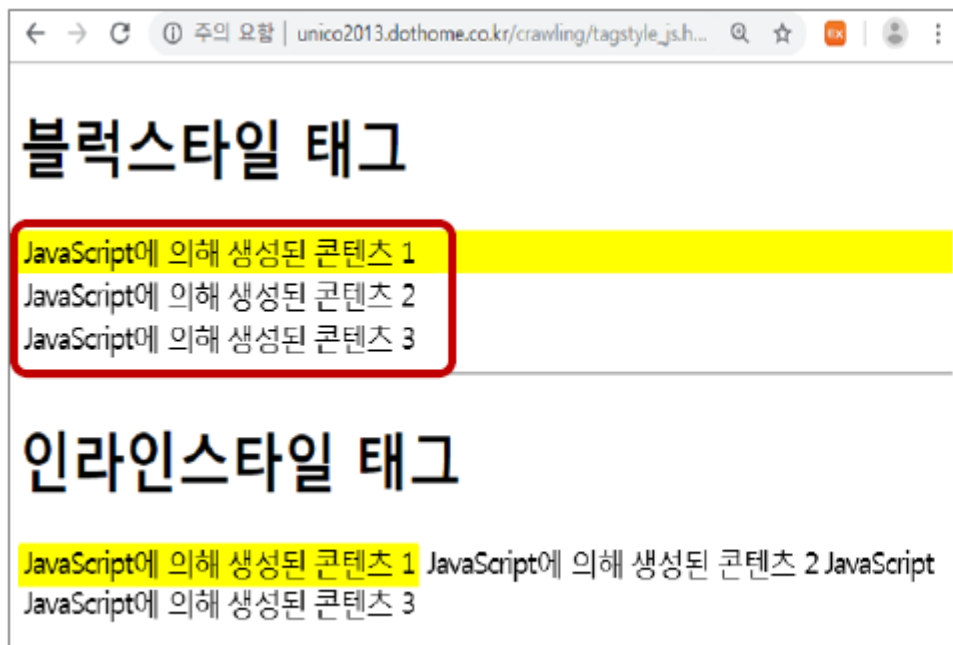 주의 요함 | unico2013.dothome.co.kr/crawling/tagstyle_js.h...
블럭스타일 태그
JavaScript에 의해 생성된 콘텐츠 1
JavaScript에 의해 생성된 콘텐츠 2
JavaScript에 의해 생성된 콘텐츠 3
인라인스타일 태그
JavaScript에 의해 생성된 콘텐츠 1 JavaScript에 의해 생성된 콘텐츠 2 JavaScript
JavaScript에 의해 생성된 콘텐츠 3